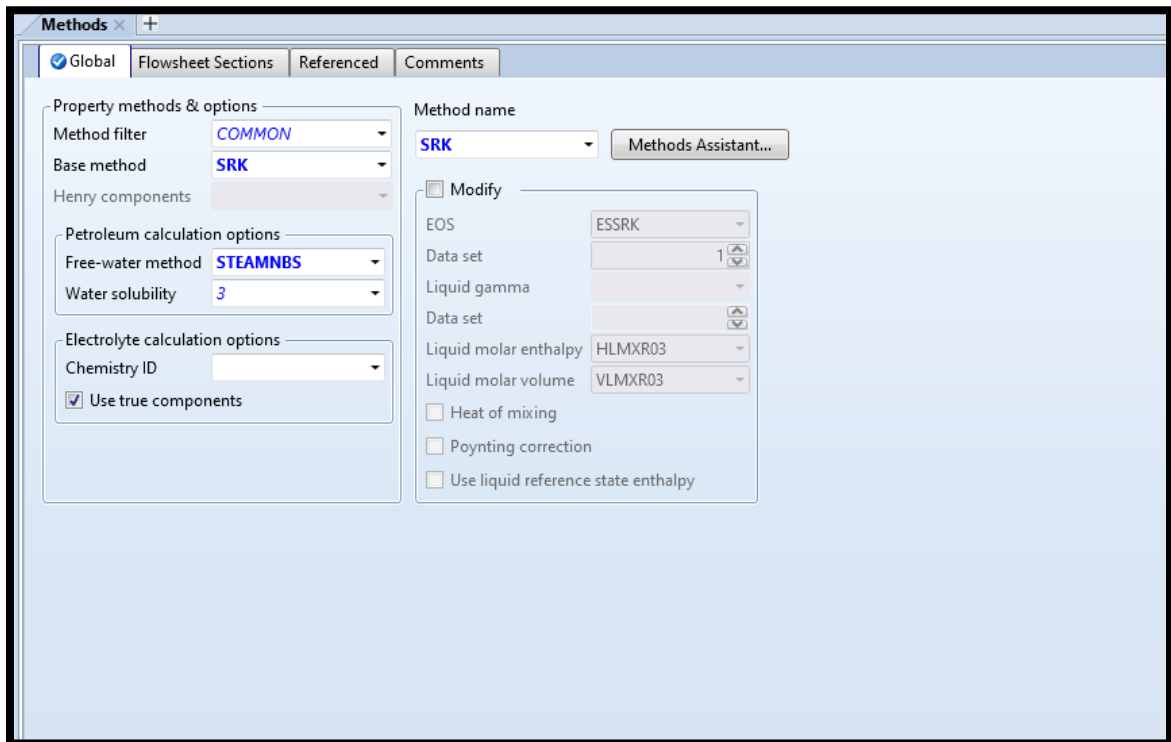 Methods
Global Flowsheet Sections Referenced Comments
Property methods & options
Method filter COMMON
Base method SRK
Henry components
Petroleum calculation options
Free-water method STEAMNBS
Water solubility 3
Electrolyte calculation options
Chemistry ID
Use true components
Method name
SRK Methods Assistant...
Modify
EOS ESSRK
Data set 1
Liquid gamma
Data set
Liquid molar enthalpy HLMXR03
Liquid molar volume VLMXR03
Heat of mixing
Poynting correction
Use liquid reference state enthalpy